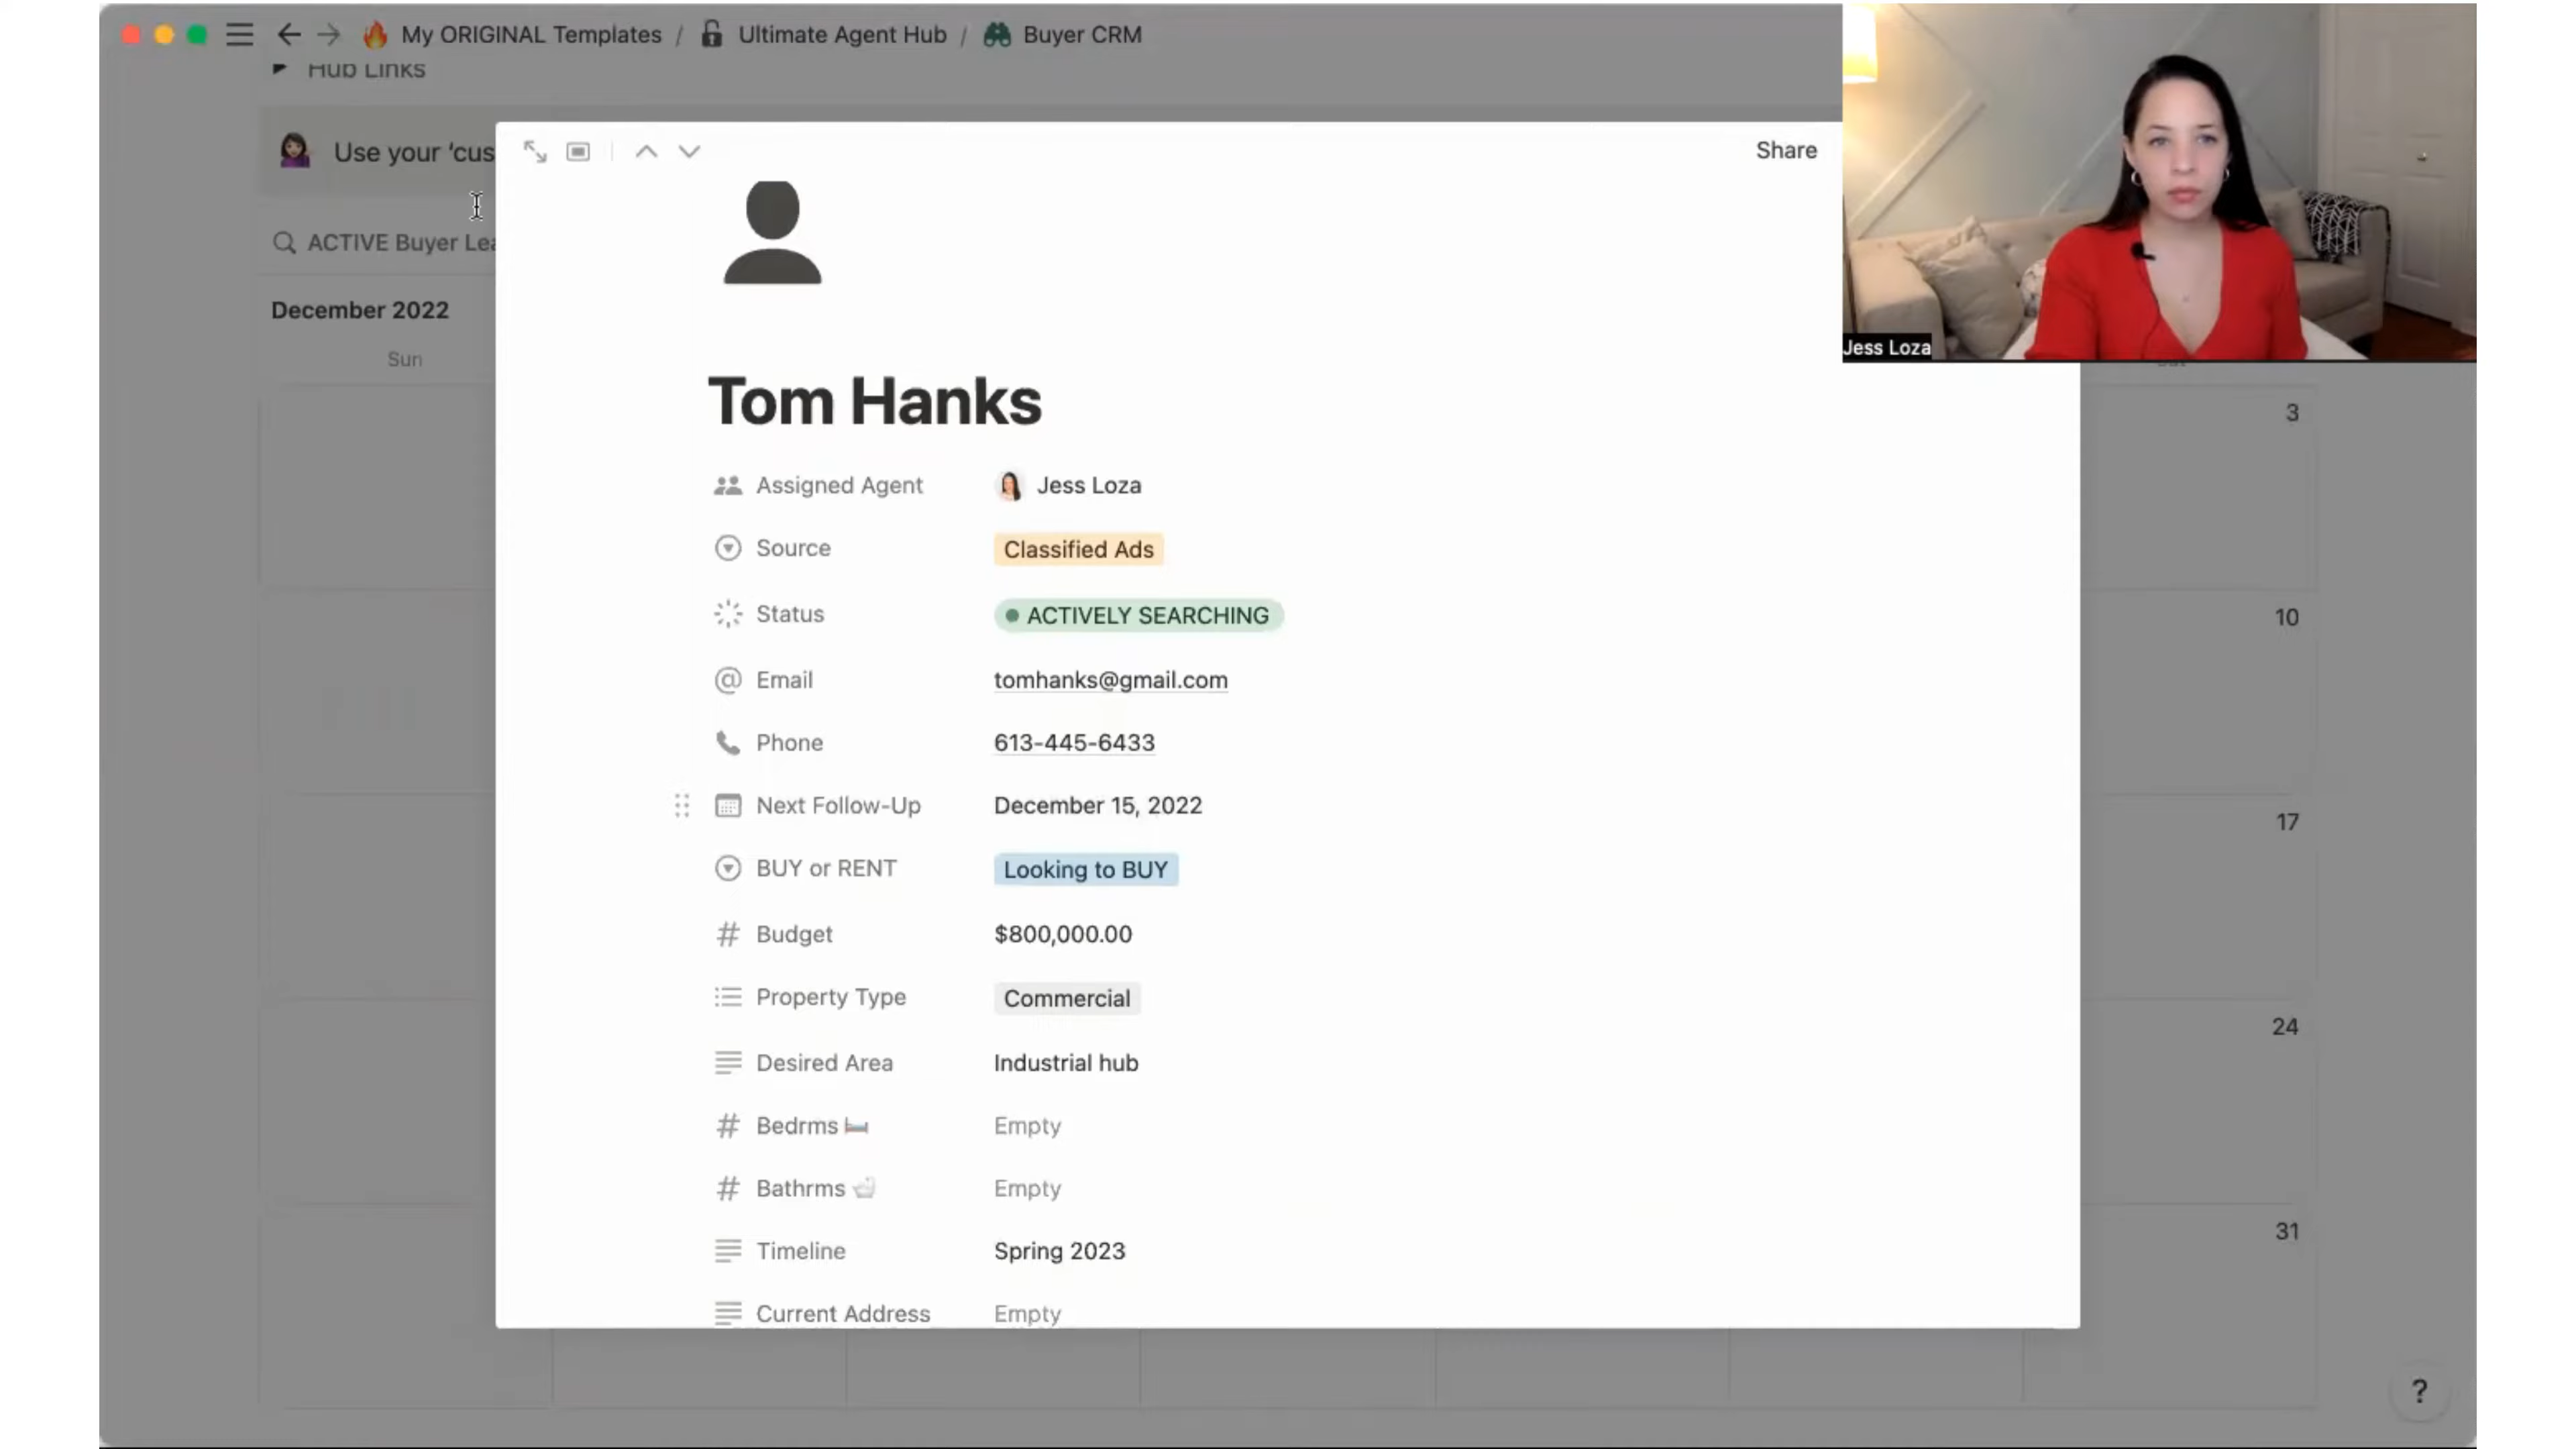 My ORIGINAL Templates / Ultimate Agent Hub / Buyer CRM
Hub Links
Use your ‘cus
Share
ACTIVE Buyer Lea
Jess Loza
December 2022
Sun
Tom Hanks
3
Assigned Agent Jess Loza
Source Classified Ads
Status ACTIVELY SEARCHING
10
Email tomhanks@gmail.com
Phone 613-445-6433
Next Follow-Up December 15, 2022
17
BUY or RENT Looking to BUY
Budget $800,000.00
Property Type Commercial
24
Desired Area Industrial hub
Bedrms Empty
Bathrms Empty
31
Timeline Spring 2023
Current Address Empty
?